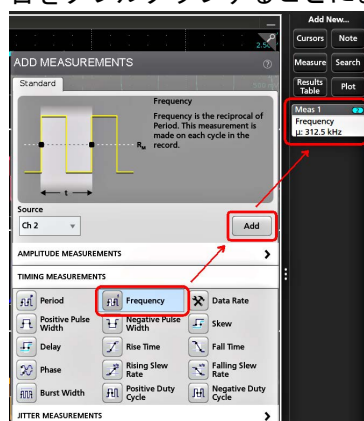 2.50
ADD MEASUREMENTS
Standard
Frequency
Frequency is the reciprocal of
Period. This measurement is
made on each cycle in the
record.
RM
t
Source
Ch 2
Add
AMPLITUDE MEASUREMENTS
TIMING MEASUREMENTS
Period
Frequency
Data Rate
Positive Pulse
Width
Negative Pulse
Width
Skew
Delay
Rise Time
Fall Time
Phase
Rising Slew
Rate
Falling Slew
Rate
Burst Width
Positive Duty
Cycle
Negative Duty
Cycle
JITTER MEASUREMENTS
Add
New...
Cursors
Note
Measure
Search
Results
Table
Plot
Meas 1
Frequency
μ: 312.5 kHz